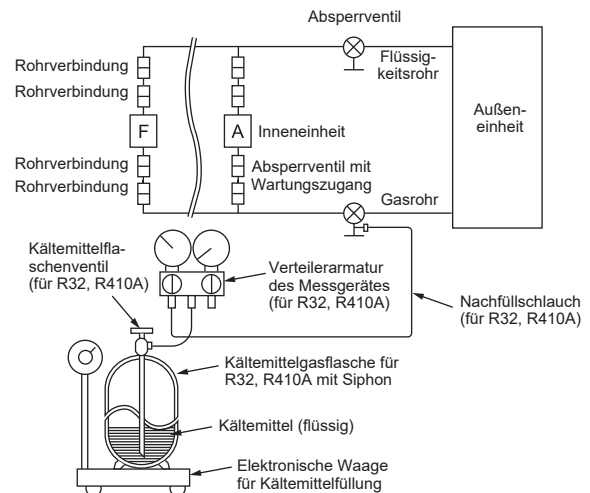 Absperrventil
Flüssig-
keitsrohr
Außen-
einheit
Rohrverbindung
Rohrverbindung
F
A
Inneneinheit
Rohrverbindung
Rohrverbindung
Absperrventil mit
Wartungszugang
Gasrohr
Kältemittelfla-
schenventil
(für R32, R410A)
Verteilerarmatur
des Messgerätes
(für R32, R410A)
Nachfüllschlauch
(für R32, R410A)
Kältemittelgasflasche für
R32, R410A mit Siphon
Kältemittel (flüssig)
Elektronische Waage
für Kältemittelfüllung